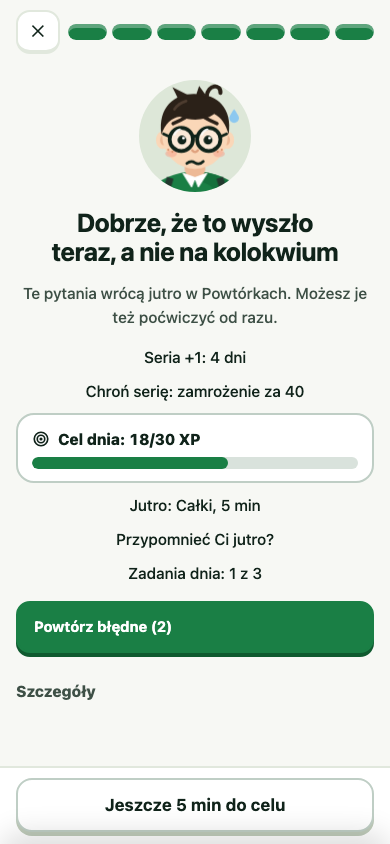 Dobrze, że to wyszło
teraz, a nie na kolokwium
Te pytania wrócą jutro w Powtórkach. Możesz je
też poćwiczyć od razu.
Seria +1: 4 dni
Chroń serię: zamrożenie za 40
Cel dnia: 18/30 XP
Jutro: Całki, 5 min
Przypomnieć Ci jutro?
Zadania dnia: 1 z 3
Powtórz błędne (2)
Szczegóły
Jeszcze 5 min do celu